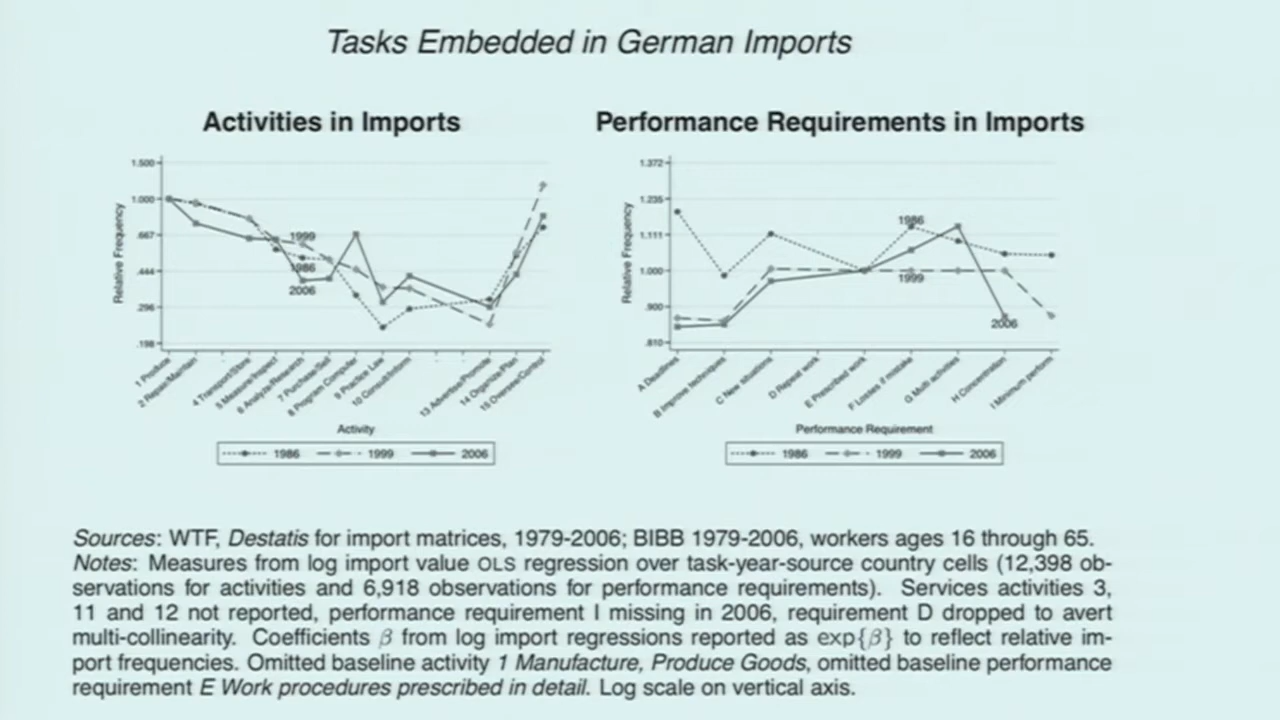 Tasks Embedded in German Imports
Activities in Imports
Performance Requirements in Imports
1.500
1.000
.667
.444
.296
.198
Relative Frequency
1999
1986
2006
1 Produce
2 Repair/Maintain
4 Transport/Store
5 Measure/Inspect
6 Analyze/Research
7 Purchase/Sell
8 Program Computer
9 Practice Law
10 Consult/Inform
13 Advertise/Promote
14 Organize/Plan
15 Oversee/Control
Activity
1986 1999 2006
1.372
1.235
1.111
1.000
.900
.810
Relative Frequency
1986
1999
2006
A Deadlines
B Improve techniques
C New situations
D Repeat work
E Prescribed work
F Losses if mistake
G Multi activities
H Concentration
I Minimum perform
Performance Requirement
1986 1999 2006
Sources: WTF, Destatis for import matrices, 1979-2006; BIBB 1979-2006, workers ages 16 through 65.
Notes: Measures from log import value OLS regression over task-year-source country cells (12,398 ob-
servations for activities and 6,918 observations for performance requirements). Services activities 3,
11 and 12 not reported, performance requirement I missing in 2006, requirement D dropped to avert
multi-collinearity. Coefficients β from log import regressions reported as exp{β} to reflect relative im-
port frequencies. Omitted baseline activity 1 Manufacture, Produce Goods, omitted baseline performance
requirement E Work procedures prescribed in detail. Log scale on vertical axis.